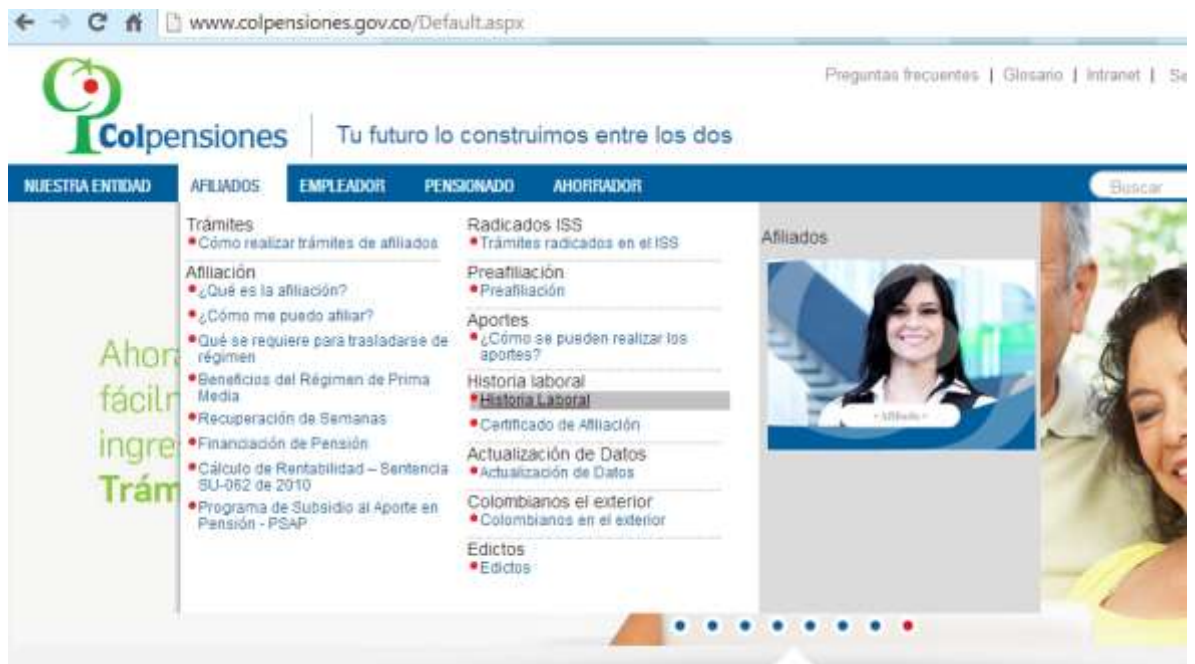 www.colpensiones.gov.co/Default.aspx
Preguntas frecuentes | Glosario | Intranet | Se
Colpensiones
Tu futuro lo construimos entre los dos
NUESTRA ENTIDAD
AFILIADOS
EMPLEADOR
PENSIONADO
AHORRADOR
Buscar
Trámites
Cómo realizar trámites de afiliados
Afiliación
¿Qué es la afiliación?
¿Cómo me puedo afiliar?
Qué se requiere para trasladarse de
régimen
Beneficios del Régimen de Prima
Media
Recuperación de Semanas
Financiación de Pensión
Cálculo de Rentabilidad – Sentencia
SU-062 de 2010
Programa de Subsidio al Aporte en
Pensión - PSAP
Radicados ISS
Trámites radicados en el ISS
Preafiliación
Preafiliación
Aportes
¿Cómo se pueden realizar los
aportes?
Historia laboral
Historia Laboral
Certificado de Afiliación
Actualización de Datos
Actualización de Datos
Colombianos el exterior
Colombianos en el exterior
Edictos
Edictos
Afiliados
- Afiliado -
Ahor
fáciln
ingre
Trám